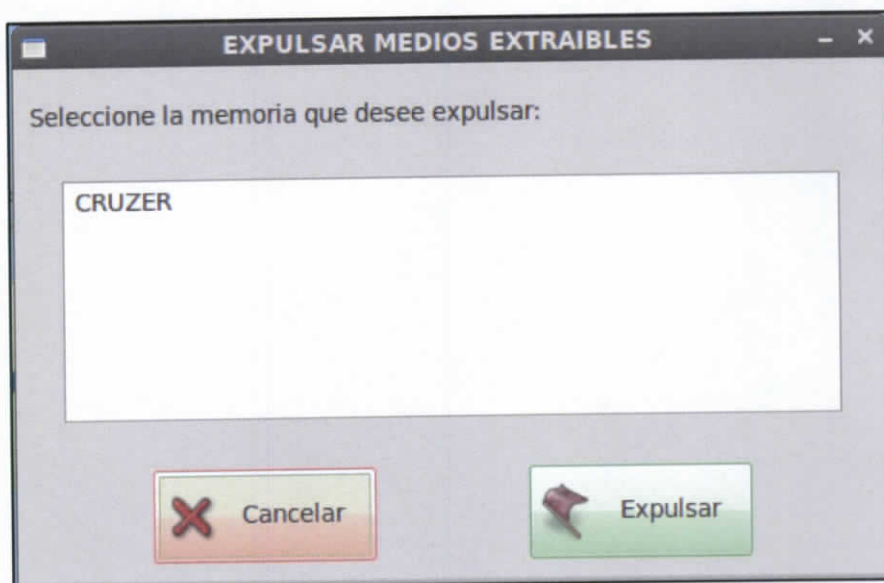 EXPULSAR MEDIOS EXTRAIBLES
Seleccione la memoria que desee expulsar:
CRUZER
Cancelar
Expulsar